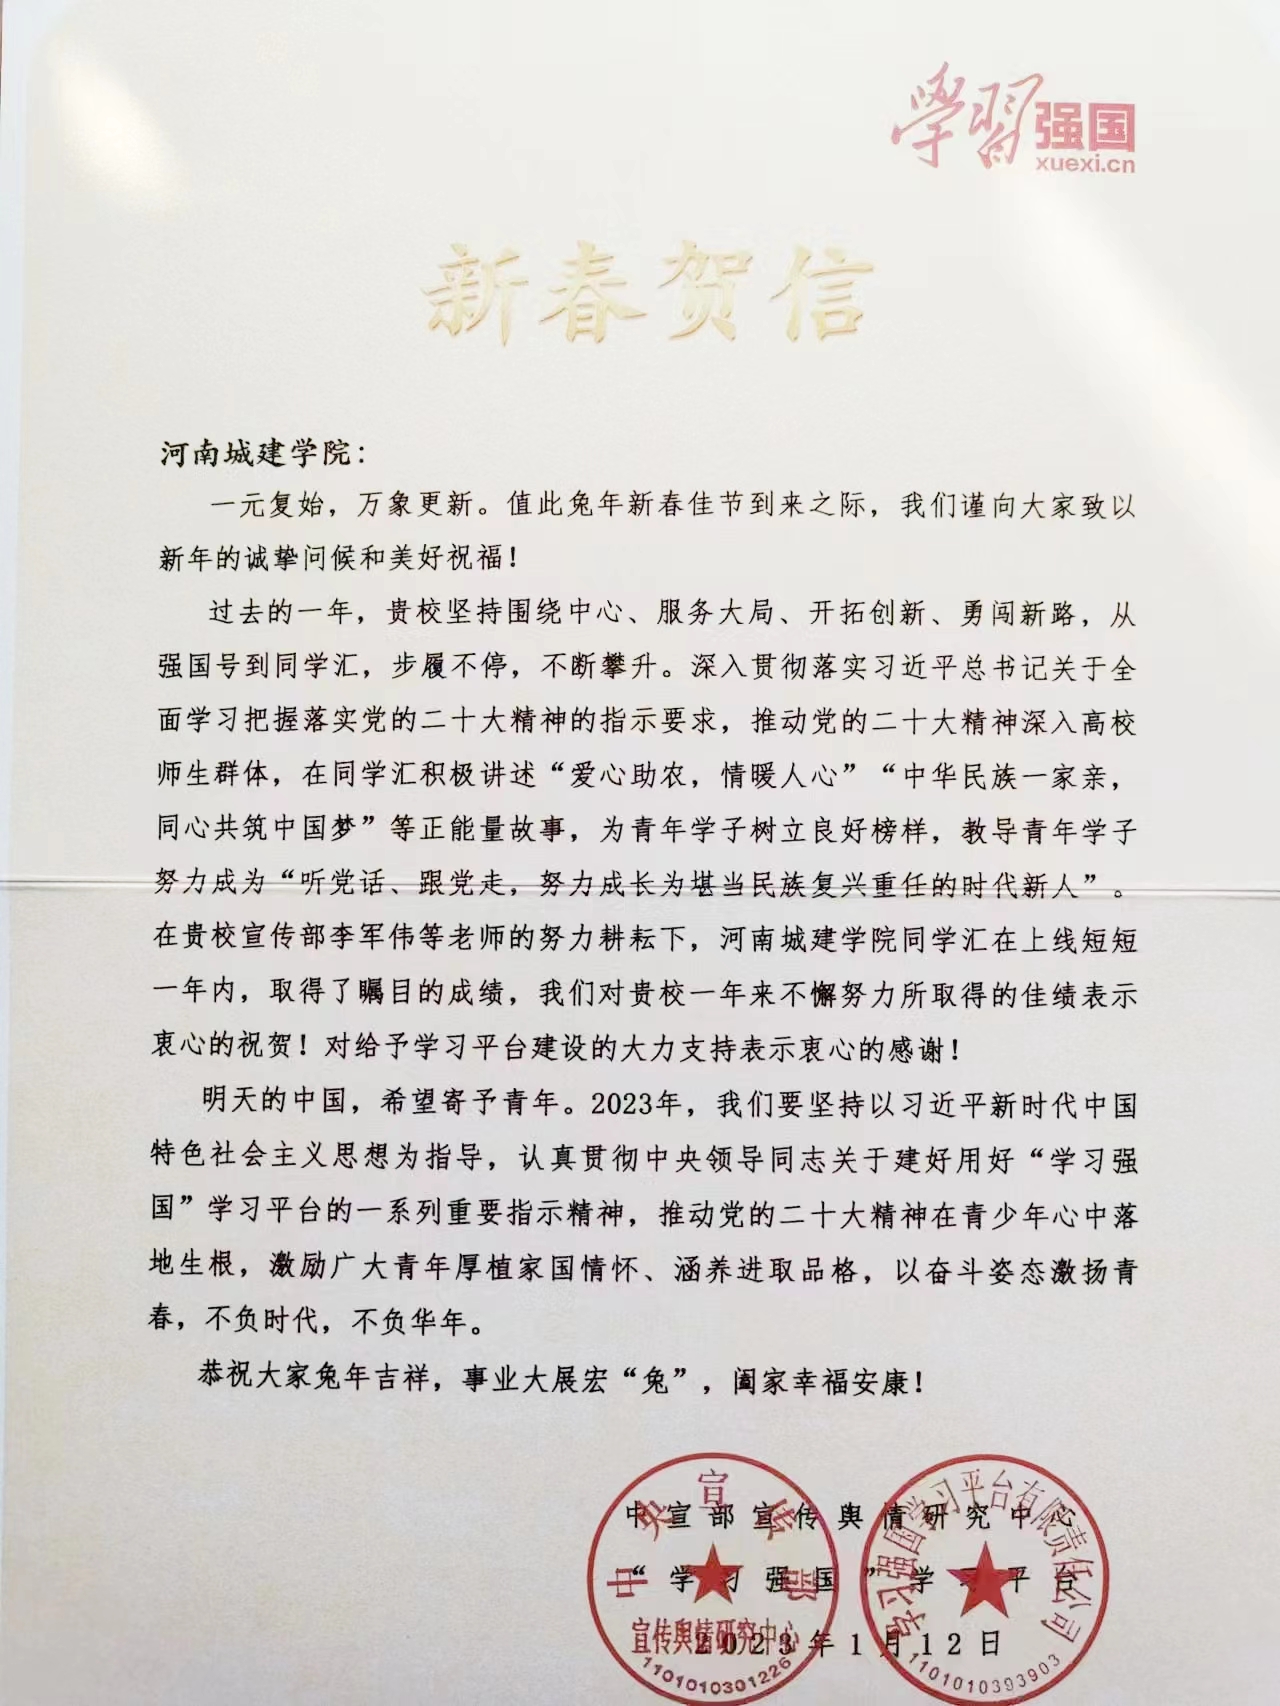 學習强国
xuexi.cn
新春贺信
河南城建学院：
一元复始，万象更新。值此兔年新春佳节到来之际，我们谨向大家致以
新年的诚挚问候和美好祝福！
过去的一年，贵校坚持围绕中心、服务大局、开拓创新、勇闯新路，从
强国号到同学汇，步履不停，不断攀升。深入贯彻落实习近平总书记关于全
面学习把握落实党的二十大精神的指示要求，推动党的二十大精神深入高校
师生群体，在同学汇积极讲述“爱心助农，情暖人心”“中华民族一家亲，
同心共筑中国梦”等正能量故事，为青年学子树立良好榜样，教导青年学子
努力成为“听党话、跟党走，努力成长为堪当民族复兴重任的时代新人”。
在贵校宣传部李军伟等老师的努力耕耘下，河南城建学院同学汇在上线短短
一年内，取得了瞩目的成绩，我们对贵校一年来不懈努力所取得的佳绩表示
衷心的祝贺！对给予学习平台建设的大力支持表示衷心的感谢！
明天的中国，希望寄予青年。2023年，我们要坚持以习近平新时代中国
特色社会主义思想为指导，认真贯彻中央领导同志关于建好用好“学习强
国”学习平台的一系列重要指示精神，推动党的二十大精神在青少年心中落
地生根，激励广大青年厚植家国情怀、涵养进取品格，以奋斗姿态激扬青
春，不负时代，不负华年。
恭祝大家兔年吉祥，事业大展宏“兔”，阖家幸福安康！
中宣部宣传舆情研究中心
“学习强国”学习平台
2023年1月12日
中央宣传部
宣传舆情研究中心
1101010301226
学习强国学习平台有限责任公司
1101010393903